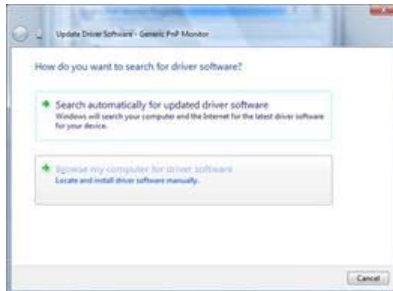 Update Driver Software - Generic PnP Monitor
How do you want to search for driver software?
Search automatically for updated driver software
Windows will search your computer and the Internet for the latest driver software
for your device.
Browse my computer for driver software
Locate and install driver software manually.
Cancel